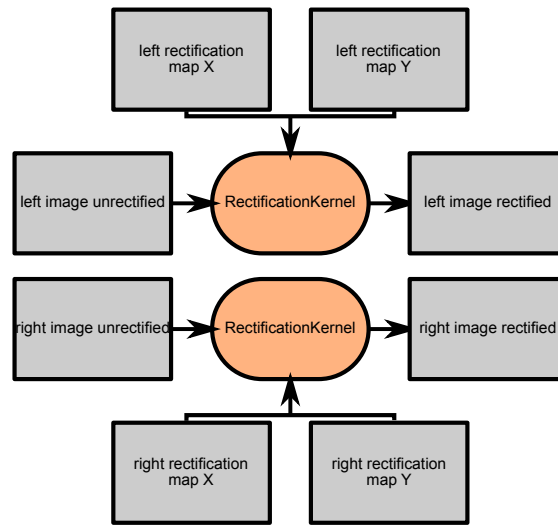 left rectification
map X
left rectification
map Y
left image unrectified
RectificationKernel
left image rectified
right image unrectified
RectificationKernel
right image rectified
right rectification
map X
right rectification
map Y